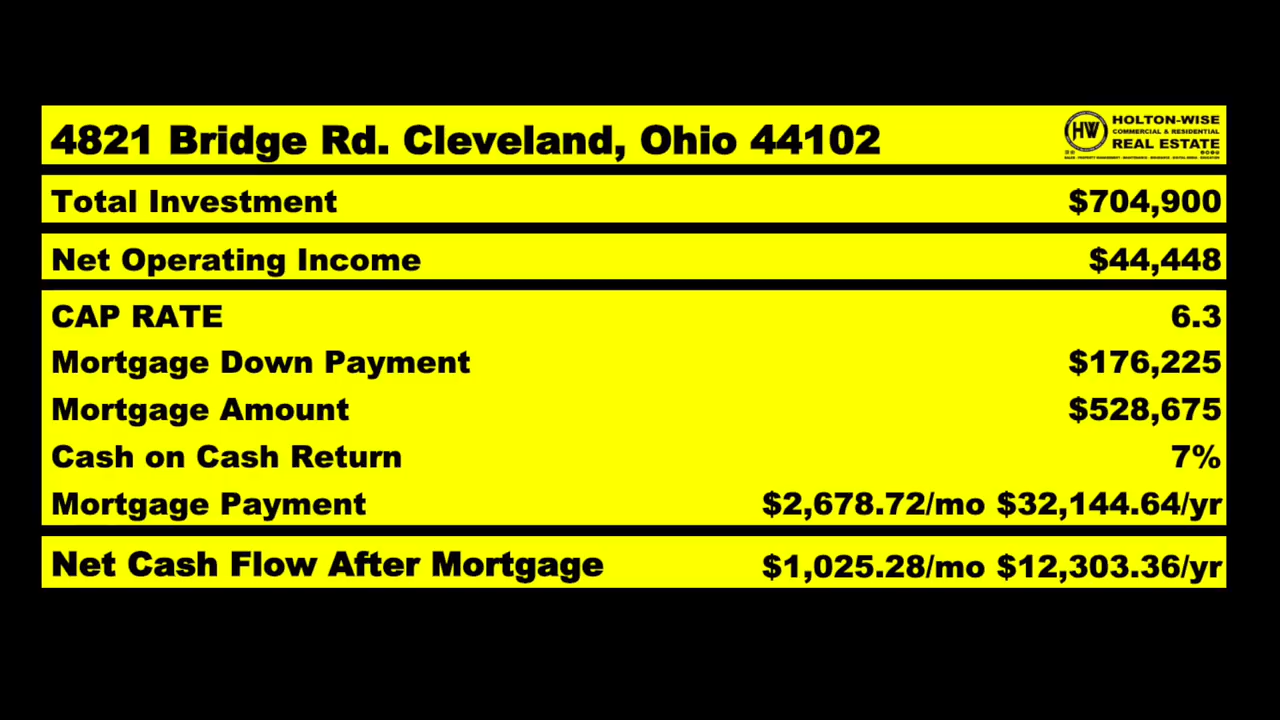 4821 Bridge Rd. Cleveland, Ohio 44102
HW
HOLTON-WISE
COMMERCIAL & RESIDENTIAL
REAL ESTATE
Total Investment $704,900
Net Operating Income $44,448
CAP RATE 6.3
Mortgage Down Payment $176,225
Mortgage Amount $528,675
Cash on Cash Return 7%
Mortgage Payment $2,678.72/mo $32,144.64/yr
Net Cash Flow After Mortgage $1,025.28/mo $12,303.36/yr